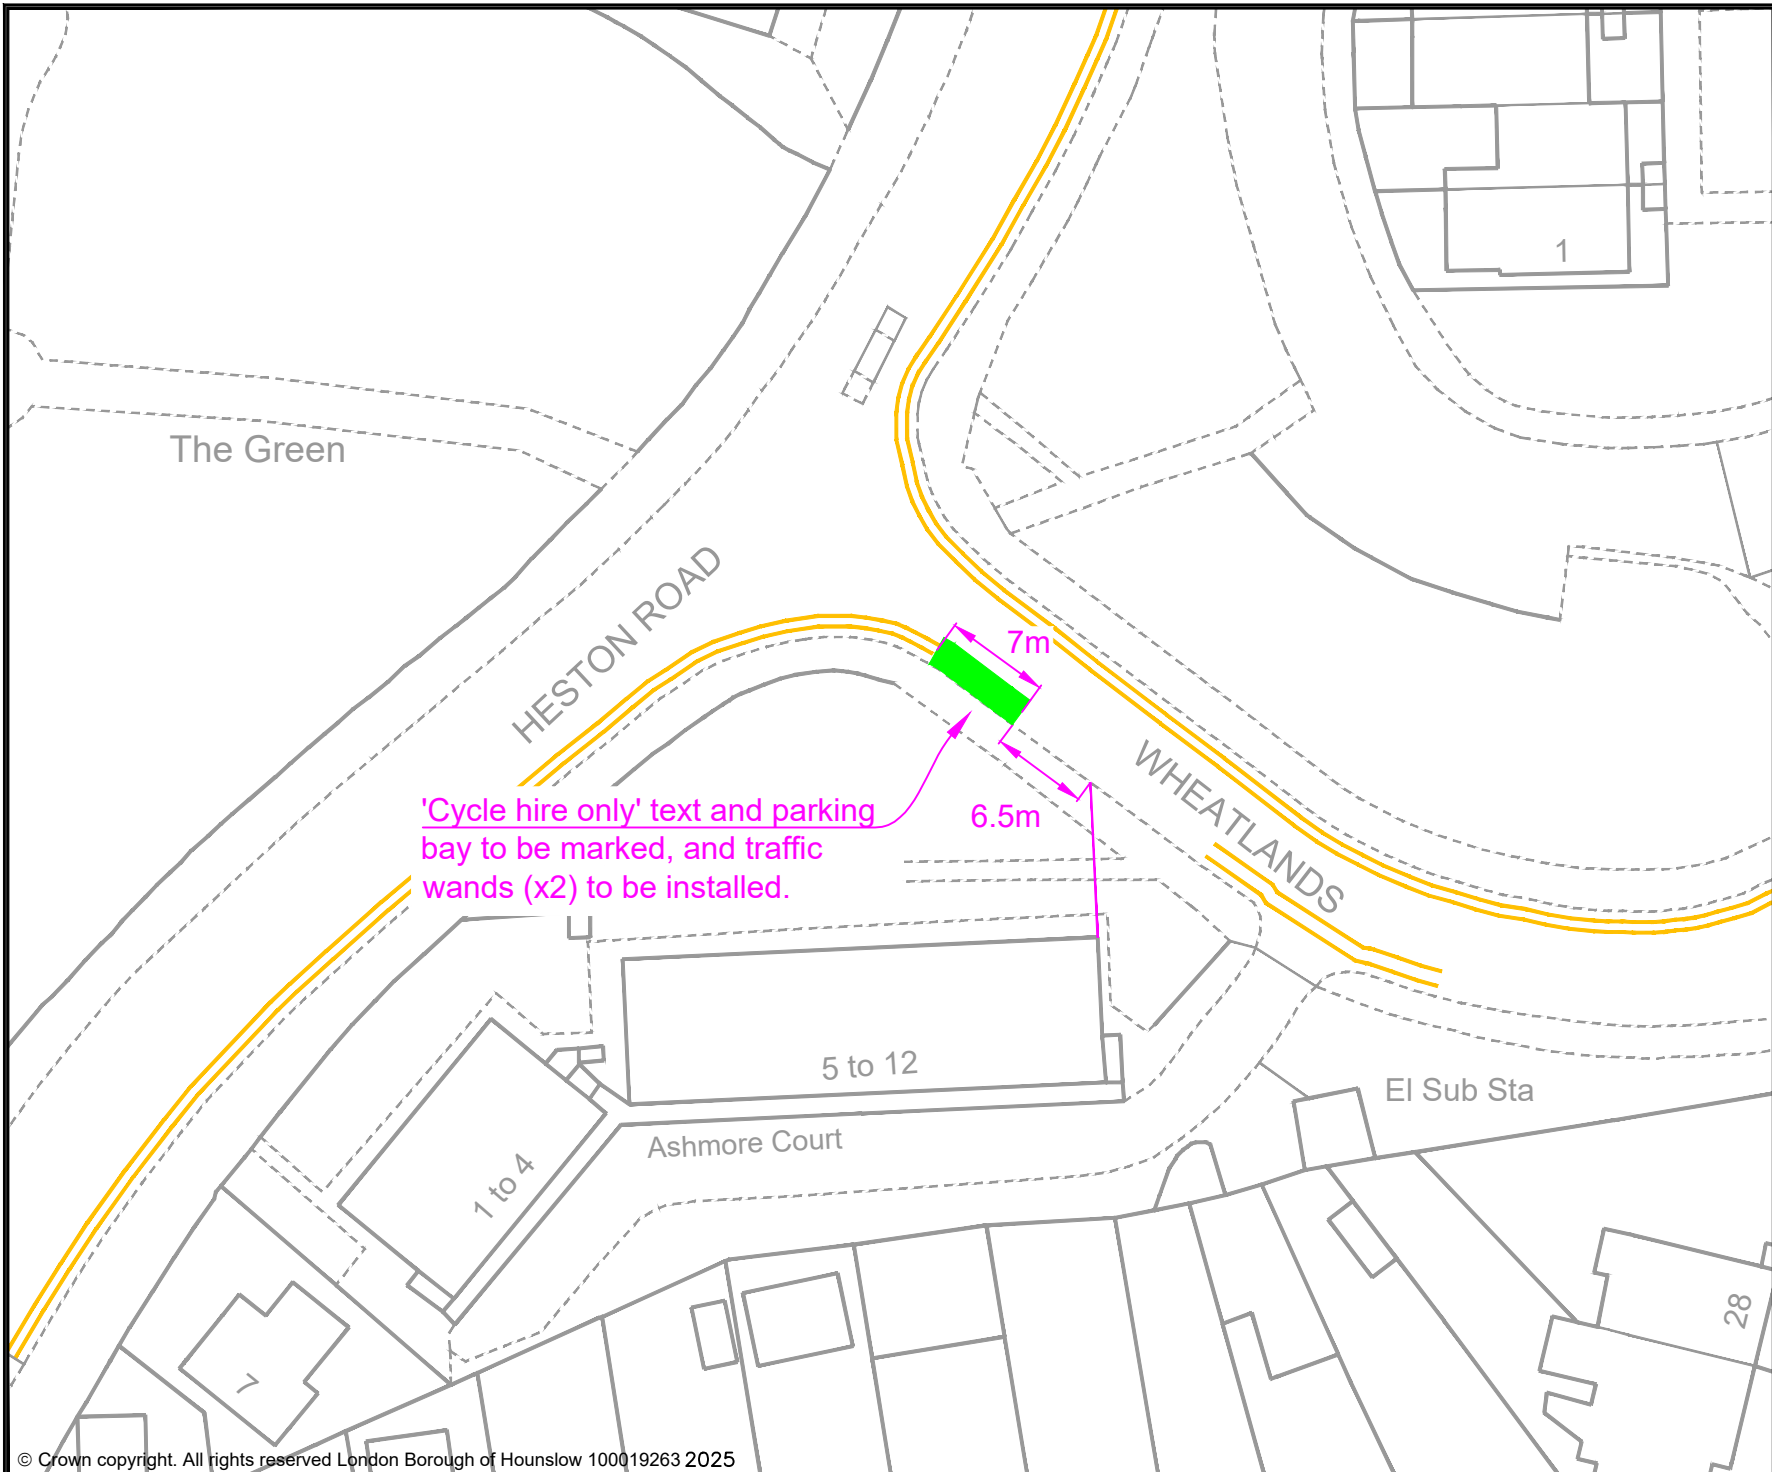 1
The Green
HESTON ROAD
7m
WHEATLANDS
'Cycle hire only' text and parking
bay to be marked, and traffic
wands (x2) to be installed.
6.5m
5 to 12
Ashmore Court
El Sub Sta
1 to 4
28
7
© Crown copyright. All rights reserved London Borough of Hounslow 100019263 2025